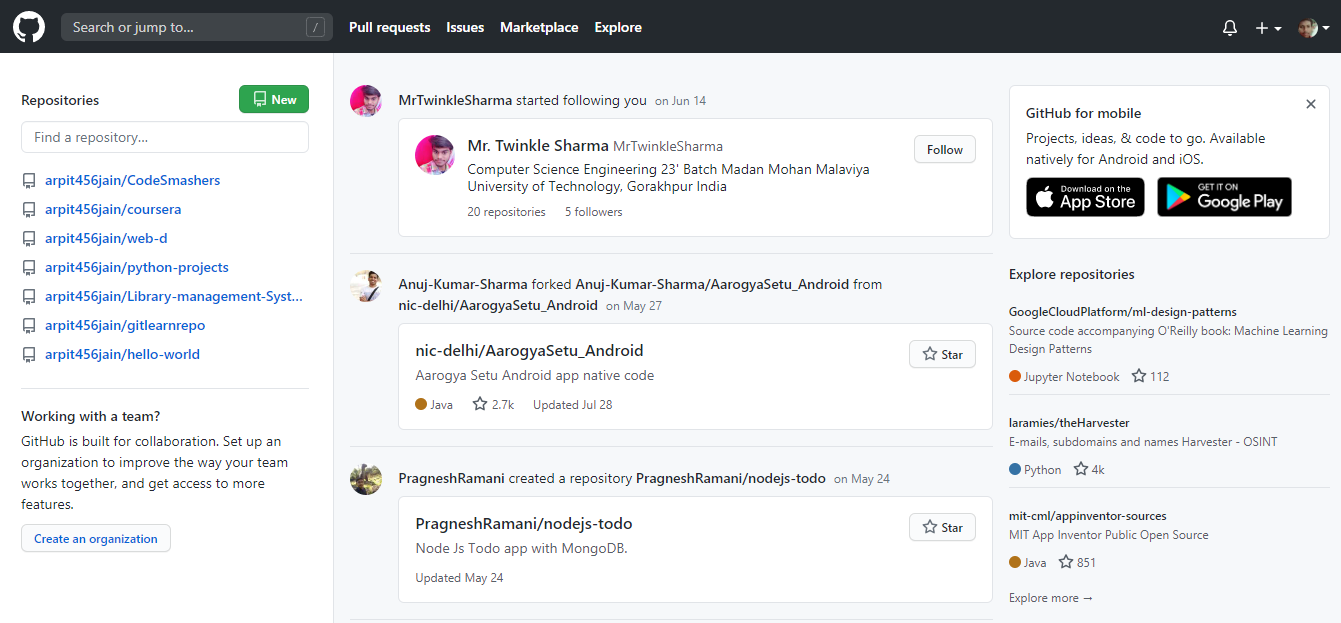 Search or jump to...
/
Pull requests
Issues
Marketplace
Explore
Repositories
New
Find a repository...
arpit456jain/CodeSmashers
arpit456jain/coursera
arpit456jain/web-d
arpit456jain/python-projects
arpit456jain/Library-management-Syst...
arpit456jain/gitlearnrepo
arpit456jain/hello-world
Working with a team?
GitHub is built for collaboration. Set up an
organization to improve the way your team
works together, and get access to more
features.
Create an organization
MrTwinkleSharma started following you on Jun 14
Mr. Twinkle Sharma MrTwinkleSharma
Follow
Computer Science Engineering 23' Batch Madan Mohan Malaviya
University of Technology, Gorakhpur India
20 repositories 5 followers
Anuj-Kumar-Sharma forked Anuj-Kumar-Sharma/AarogyaSetu_Android from
nic-delhi/AarogyaSetu_Android on May 27
nic-delhi/AarogyaSetu_Android
Star
Aarogya Setu Android app native code
Java 2.7k Updated Jul 28
PragneshRamani created a repository PragneshRamani/nodejs-todo on May 24
PragneshRamani/nodejs-todo
Star
Node Js Todo app with MongoDB.
Updated May 24
GitHub for mobile
Projects, ideas, & code to go. Available
natively for Android and iOS.
Download on the
App Store
GET IT ON
Google Play
Explore repositories
GoogleCloudPlatform/ml-design-patterns
Source code accompanying O'Reilly book: Machine Learning
Design Patterns
Jupyter Notebook 112
laramies/theHarvester
E-mails, subdomains and names Harvester - OSINT
Python 4k
mit-cml/appinventor-sources
MIT App Inventor Public Open Source
Java 851
Explore more →